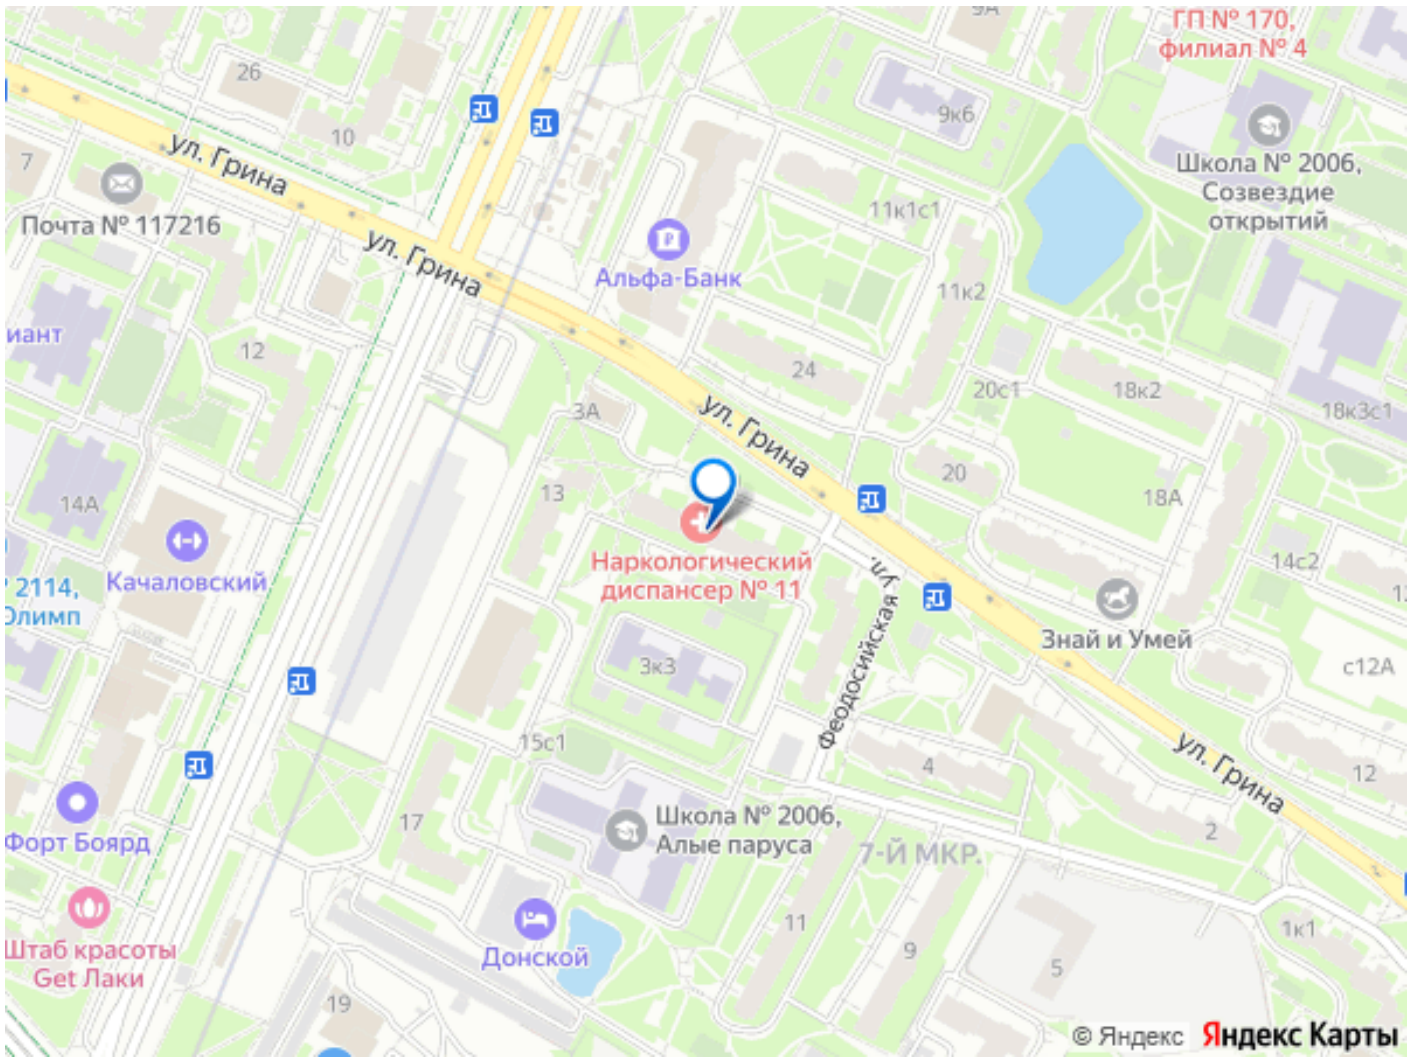 9А
ГП № 170,
филиал № 4
26
9к6
10
ул. Грина
7
Школа № 2006,
Созвездие
открытий
Почта № 117216
11к1с1
ул. Грина
Альфа-Банк
11к2
иант
12
24
20с1
18к2
18к3с1
3А
ул. Грина
20
18А
13
14А
Качаловский
Наркологический
диспансер № 11
14с2
2114,
Олимп
Феодосийская ул.
Знай и Умей
3к3
с12А
15с1
4
ул. Грина
12
Форт Боярд
17
Школа № 2006,
Алые паруса
7-Й МКР.
2
11
9
5
1к1
Донской
Штаб красоты
Get Лаки
19
© Яндекс Яндекс Карты